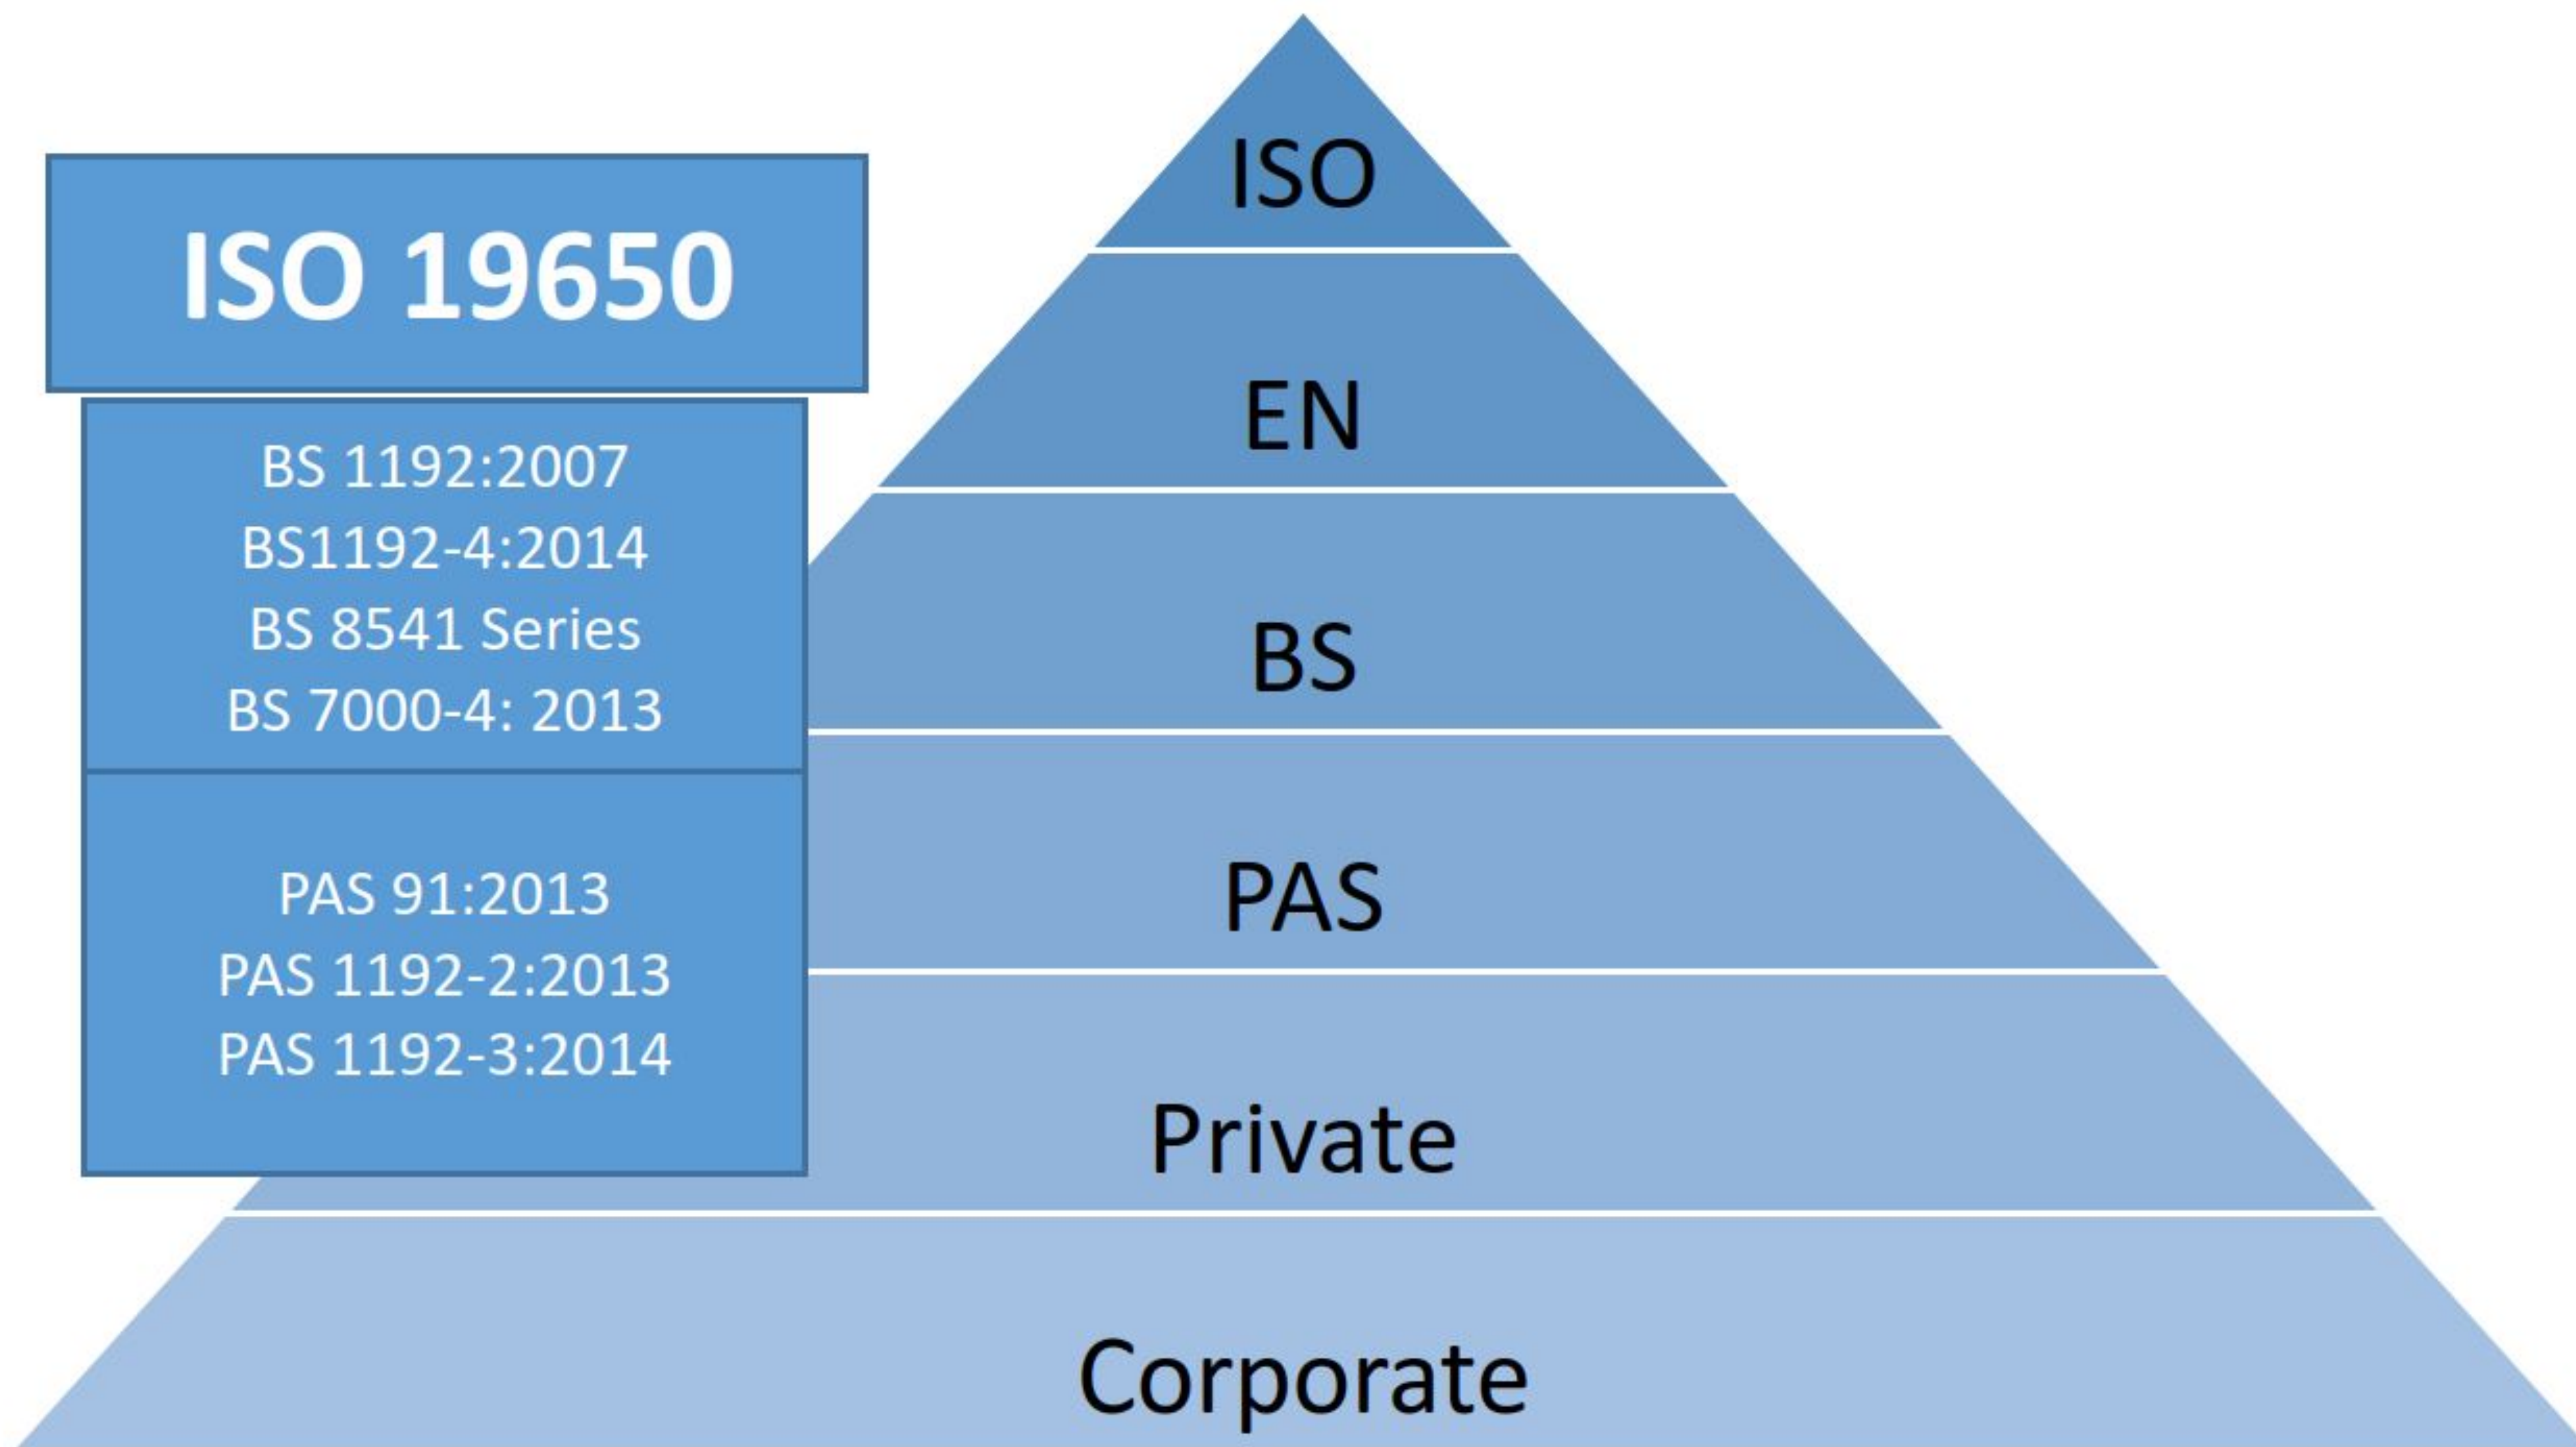 ISO 19650
BS 1192:2007
BS1192-4:2014
BS 8541 Series
BS 7000-4: 2013
PAS 91:2013
PAS 1192-2:2013
PAS 1192-3:2014
ISO
EN
BS
PAS
Private
Corporate